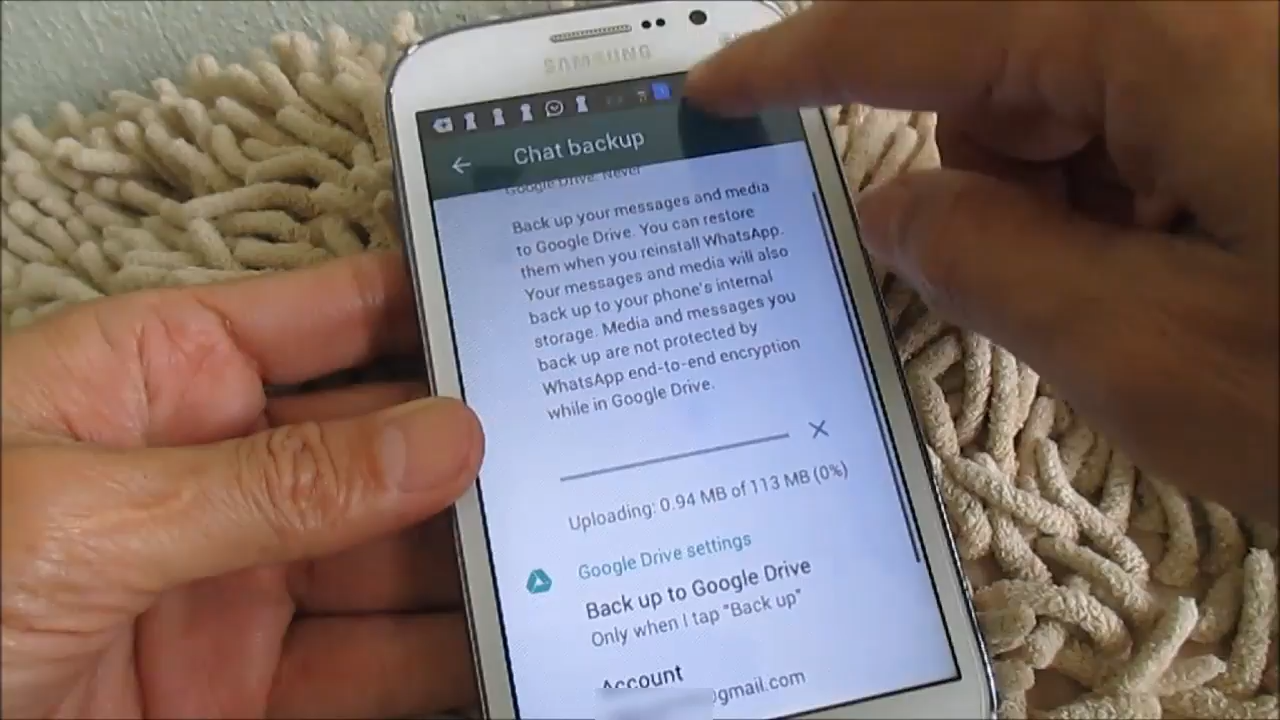 SAMSUNG
Chat backup
Google Drive: Never
Back up your messages and media
to Google Drive. You can restore
them when you reinstall WhatsApp.
Your messages and media will also
back up to your phone's internal
storage. Media and messages you
back up are not protected by
WhatsApp end-to-end encryption
while in Google Drive.
Uploading: 0.94 MB of 113 MB (0%)
Google Drive settings
Back up to Google Drive
Only when I tap "Back up"
Account
@gmail.com